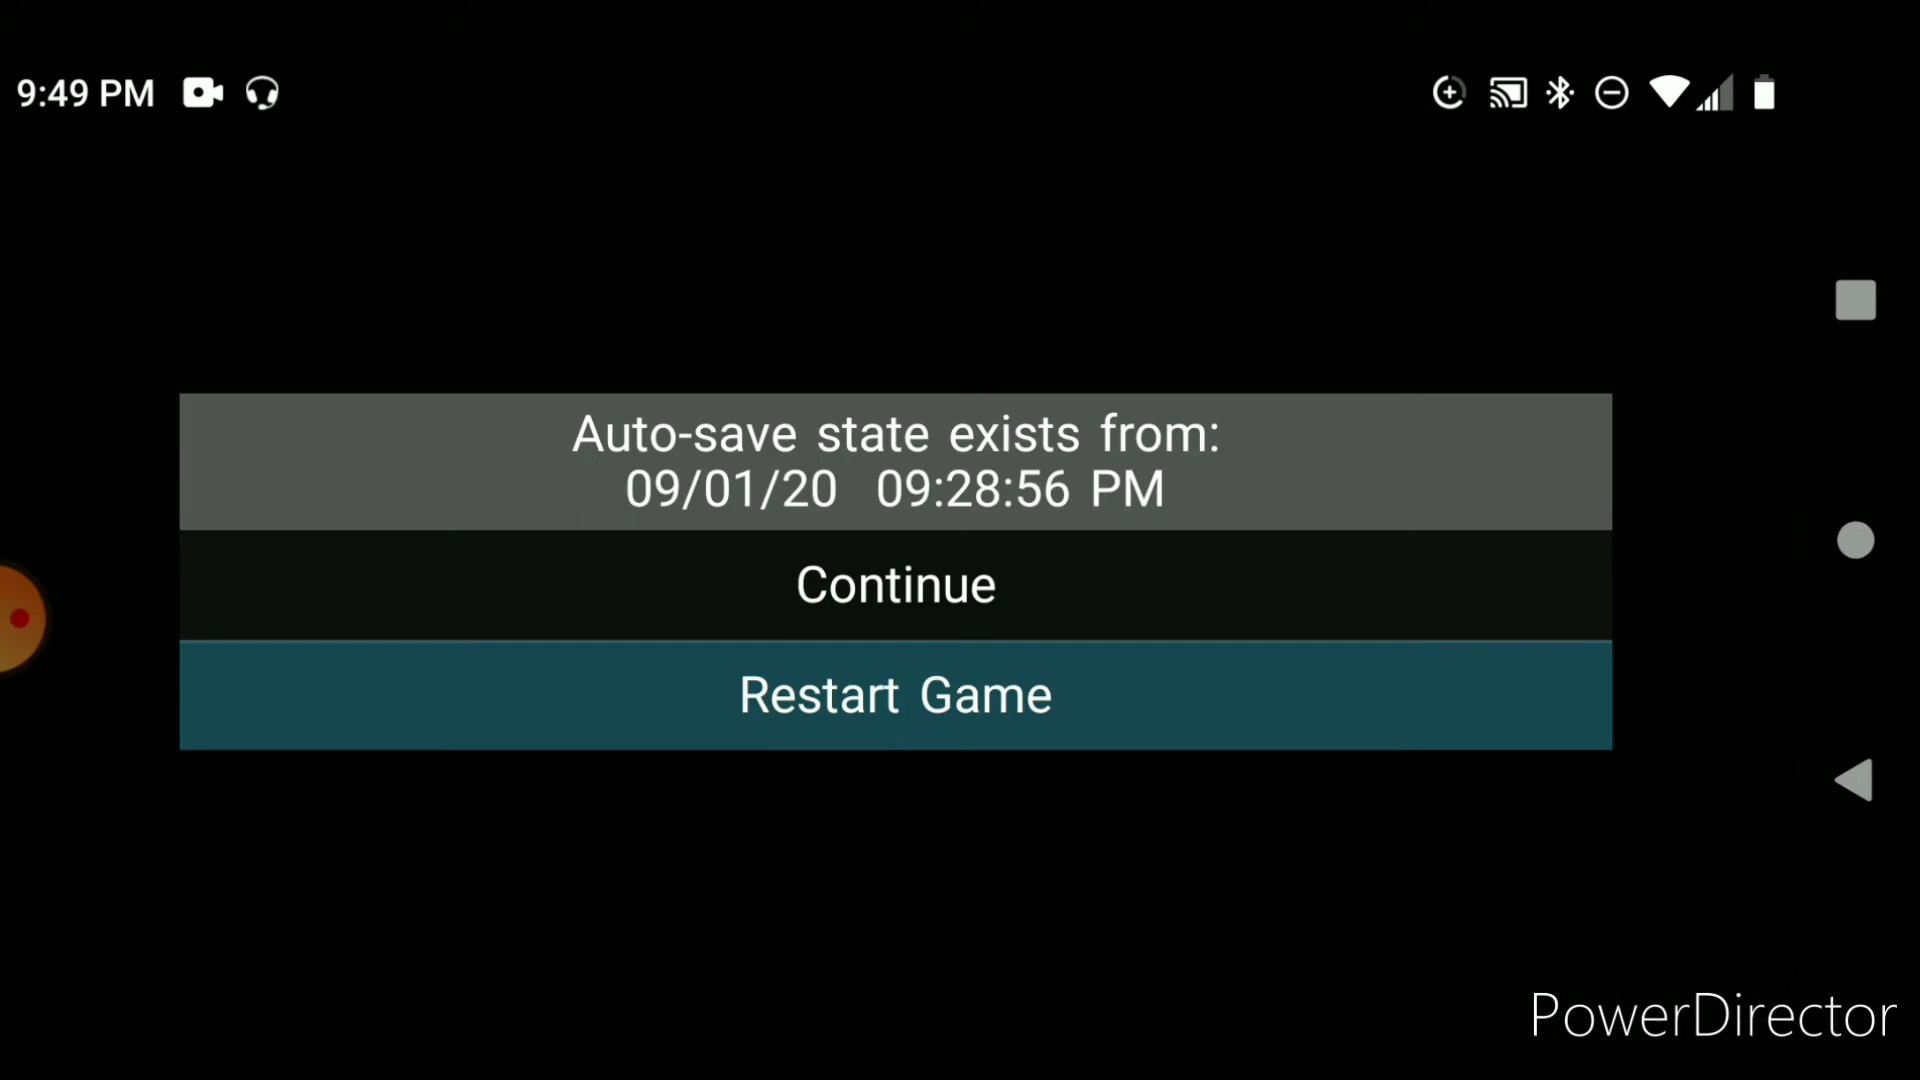 9:49 PM
Auto-save state exists from:
09/01/20 09:28:56 PM
Continue
Restart Game
PowerDirector